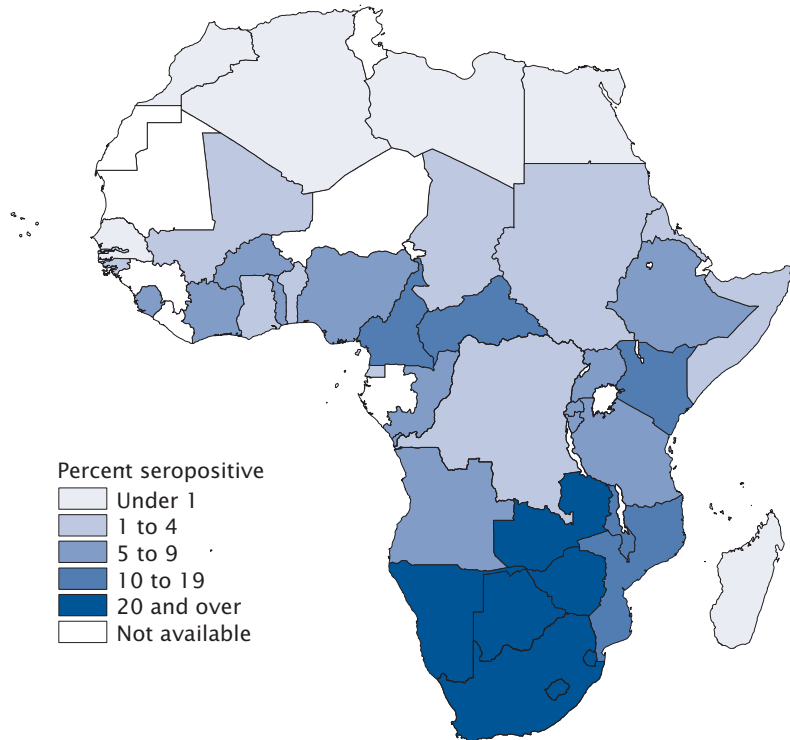 Percent seropositive
Under 1
1 to 4
5 to 9
10 to 19
20 and over
Not available